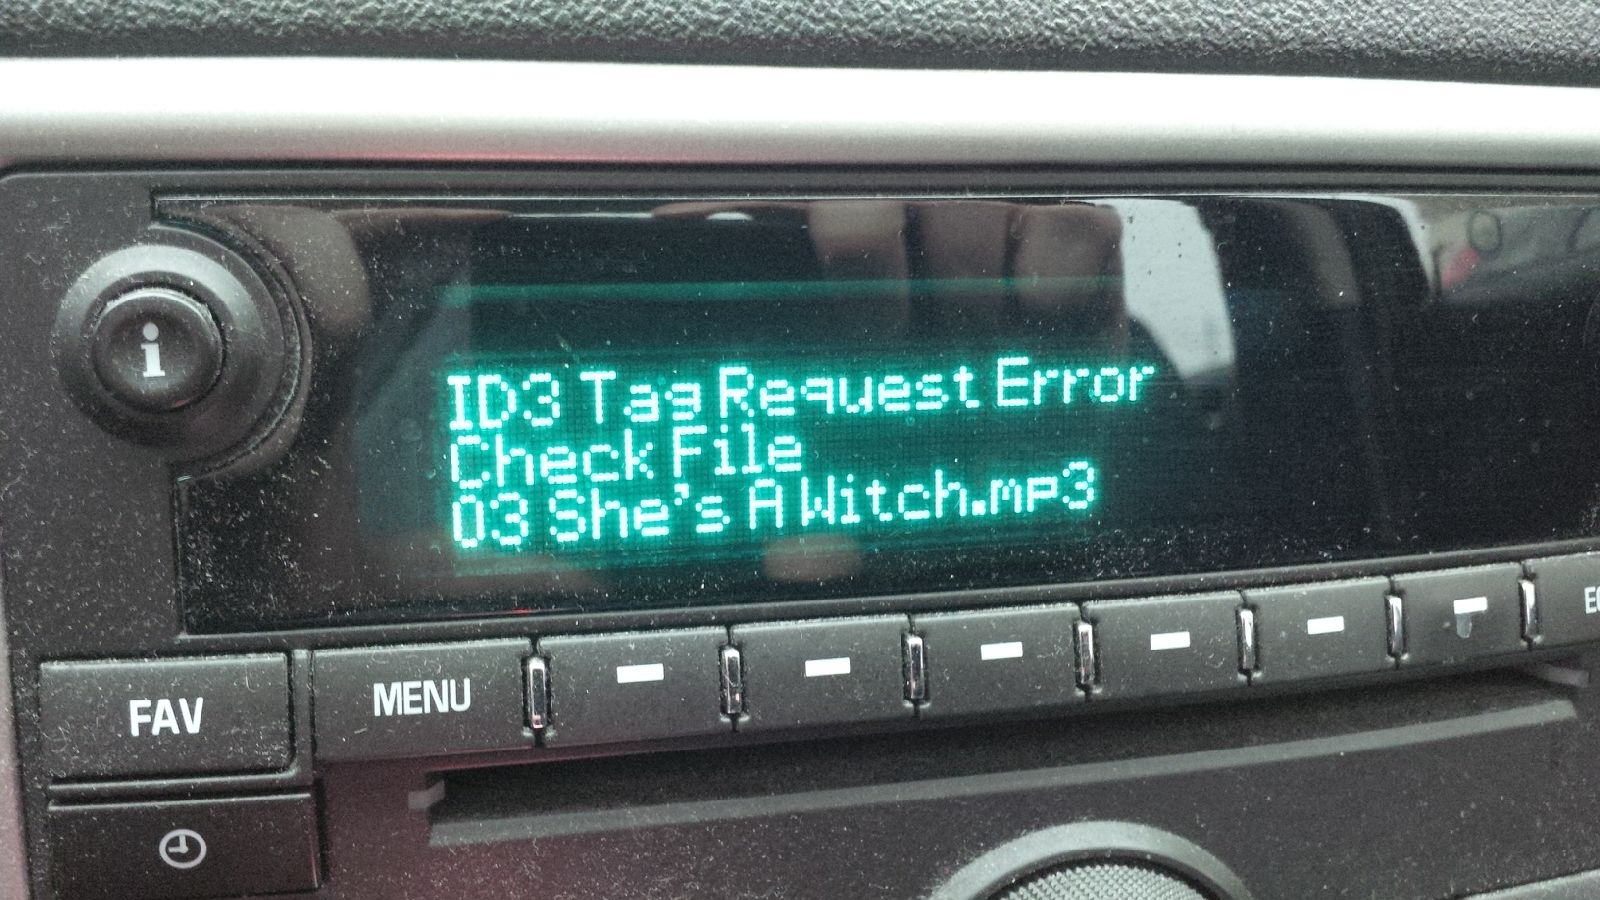 ID3 Tag Request Error
Check File
03 She's A Witch.mp3
i
FAV
MENU